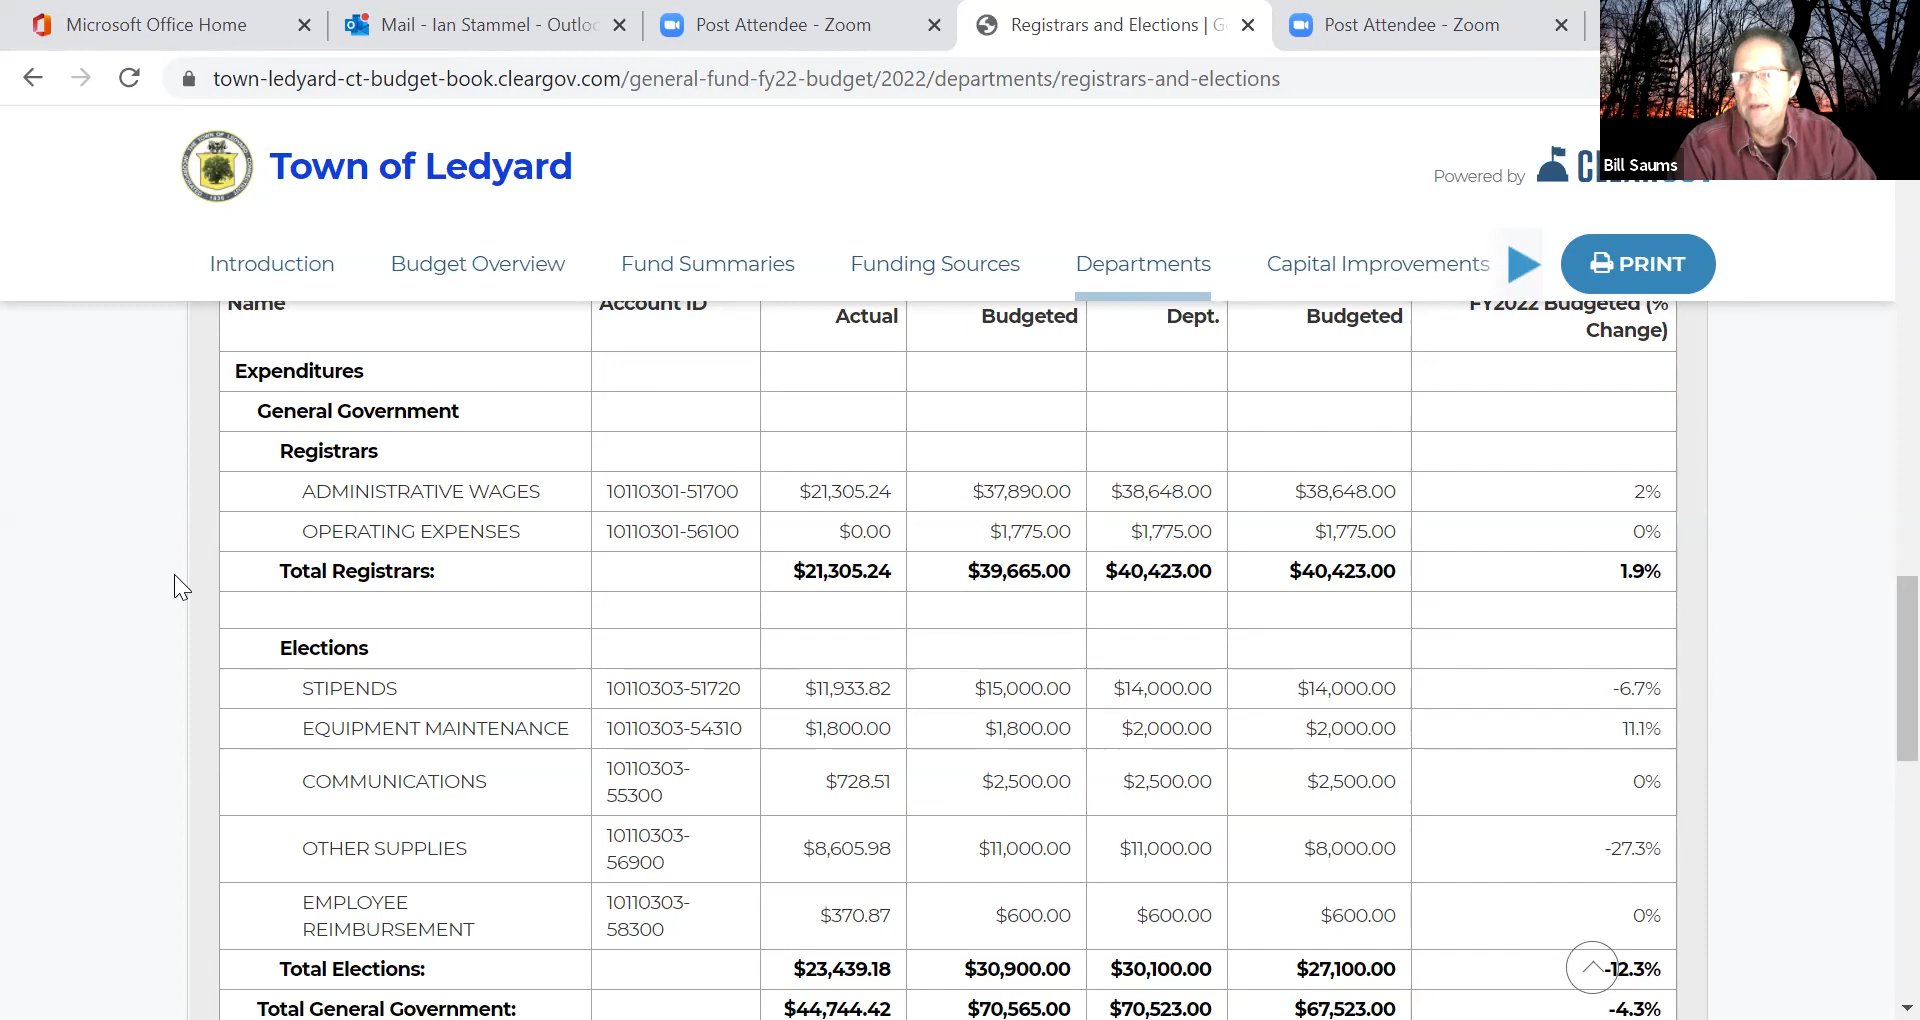 Microsoft Office Home
Mail - Ian Stammel - Outlo
Post Attendee - Zoom
Registrars and Elections | G
Post Attendee - Zoom
town-ledyard-ct-budget-book.cleargov.com/general-fund-fy22-budget/2022/departments/registrars-and-elections
Bill Saums
Town of Ledyard
Powered by
Introduction Budget Overview Fund Summaries Funding Sources Departments Capital Improvements PRINT
Name Account ID Actual Budgeted Dept. Budgeted FY2022 Budgeted (%
Change)
Expenditures
General Government
Registrars
ADMINISTRATIVE WAGES 10110301-51700 $21,305.24 $37,890.00 $38,648.00 $38,648.00 2%
OPERATING EXPENSES 10110301-56100 $0.00 $1,775.00 $1,775.00 $1,775.00 0%
Total Registrars: $21,305.24 $39,665.00 $40,423.00 $40,423.00 1.9%
Elections
STIPENDS 10110303-51720 $11,933.82 $15,000.00 $14,000.00 $14,000.00 -6.7%
EQUIPMENT MAINTENANCE 10110303-54310 $1,800.00 $1,800.00 $2,000.00 $2,000.00 11.1%
COMMUNICATIONS 10110303-
55300 $728.51 $2,500.00 $2,500.00 $2,500.00 0%
OTHER SUPPLIES 10110303-
56900 $8,605.98 $11,000.00 $11,000.00 $8,000.00 -27.3%
EMPLOYEE
REIMBURSEMENT 10110303-
58300 $370.87 $600.00 $600.00 $600.00 0%
Total Elections: $23,439.18 $30,900.00 $30,100.00 $27,100.00 -12.3%
Total General Government: $44,744.42 $70,565.00 $70,523.00 $67,523.00 -4.3%